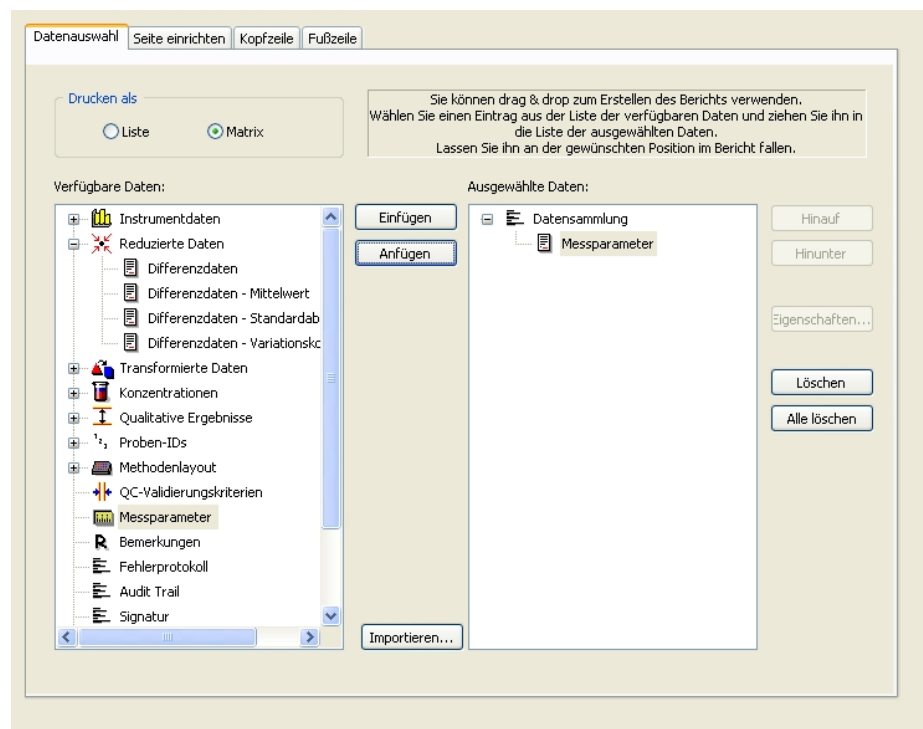 Datenauswahl
Seite einrichten
Kopfzeile
Fußzeile
Drucken als
Liste
Matrix
Sie können drag & drop zum Erstellen des Berichts verwenden.
Wählen Sie einen Eintrag aus der Liste der verfügbaren Daten und ziehen Sie ihn in
die Liste der ausgewählten Daten.
Lassen Sie ihn an der gewünschten Position im Bericht fallen.
Verfügbare Daten:
Instrumentdaten
Reduzierte Daten
Differenzdaten
Differenzdaten - Mittelwert
Differenzdaten - Standardab
Differenzdaten - Variationskc
Transformierte Daten
Konzentrationen
Qualitative Ergebnisse
Proben-IDs
Methodenlayout
QC-Validierungskriterien
Messparameter
R Bemerkungen
Fehlerprotokoll
Audit Trail
Signatur
Einfügen
Anfügen
Importieren...
Ausgewählte Daten:
Datensammlung
Messparameter
Hinauf
Hinunter
Eigenschaften...
Löschen
Alle löschen